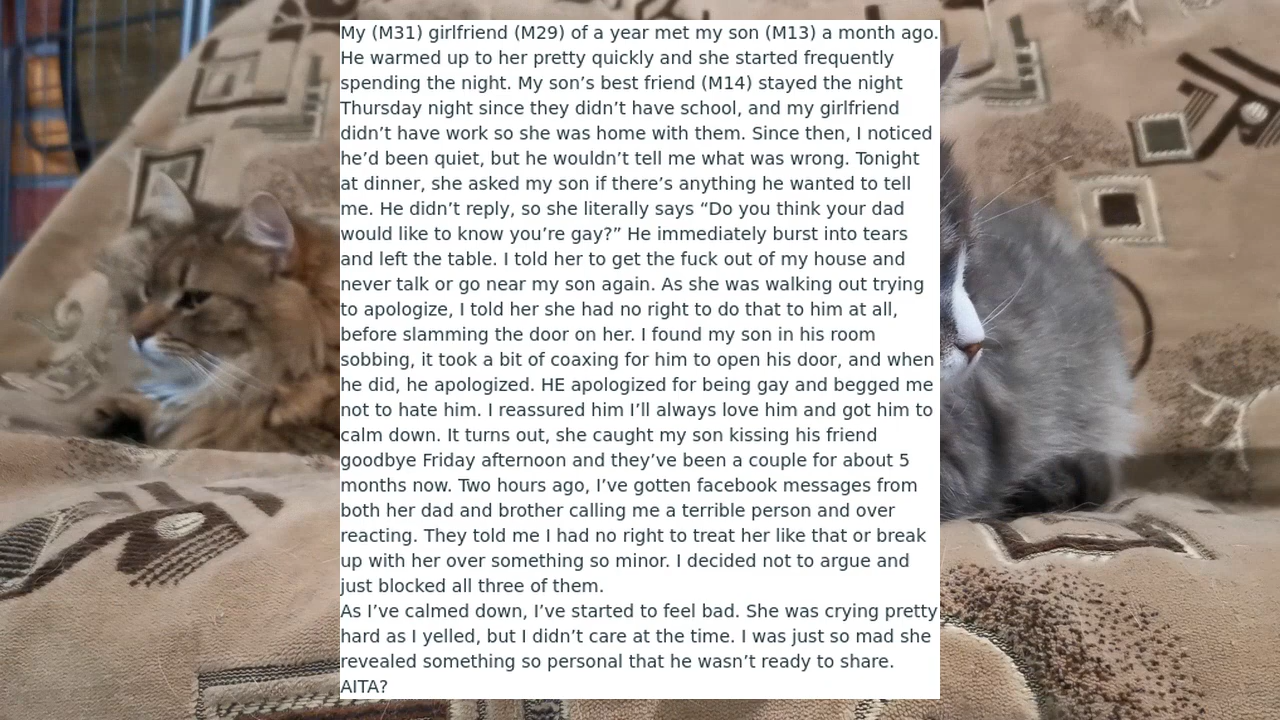 My (M31) girlfriend (M29) of a year met my son (M13) a month ago.
He warmed up to her pretty quickly and she started frequently
spending the night. My son’s best friend (M14) stayed the night
Thursday night since they didn’t have school, and my girlfriend
didn’t have work so she was home with them. Since then, I noticed
he’d been quiet, but he wouldn’t tell me what was wrong. Tonight
at dinner, she asked my son if there’s anything he wanted to tell
me. He didn’t reply, so she literally says “Do you think your dad
would like to know you’re gay?” He immediately burst into tears
and left the table. I told her to get the fuck out of my house and
never talk or go near my son again. As she was walking out trying
to apologize, I told her she had no right to do that to him at all,
before slamming the door on her. I found my son in his room
sobbing, it took a bit of coaxing for him to open his door, and when
he did, he apologized. HE apologized for being gay and begged me
not to hate him. I reassured him I’ll always love him and got him to
calm down. It turns out, she caught my son kissing his friend
goodbye Friday afternoon and they’ve been a couple for about 5
months now. Two hours ago, I’ve gotten facebook messages from
both her dad and brother calling me a terrible person and over
reacting. They told me I had no right to treat her like that or break
up with her over something so minor. I decided not to argue and
just blocked all three of them.
As I’ve calmed down, I’ve started to feel bad. She was crying pretty
hard as I yelled, but I didn’t care at the time. I was just so mad she
revealed something so personal that he wasn’t ready to share.
AITA?